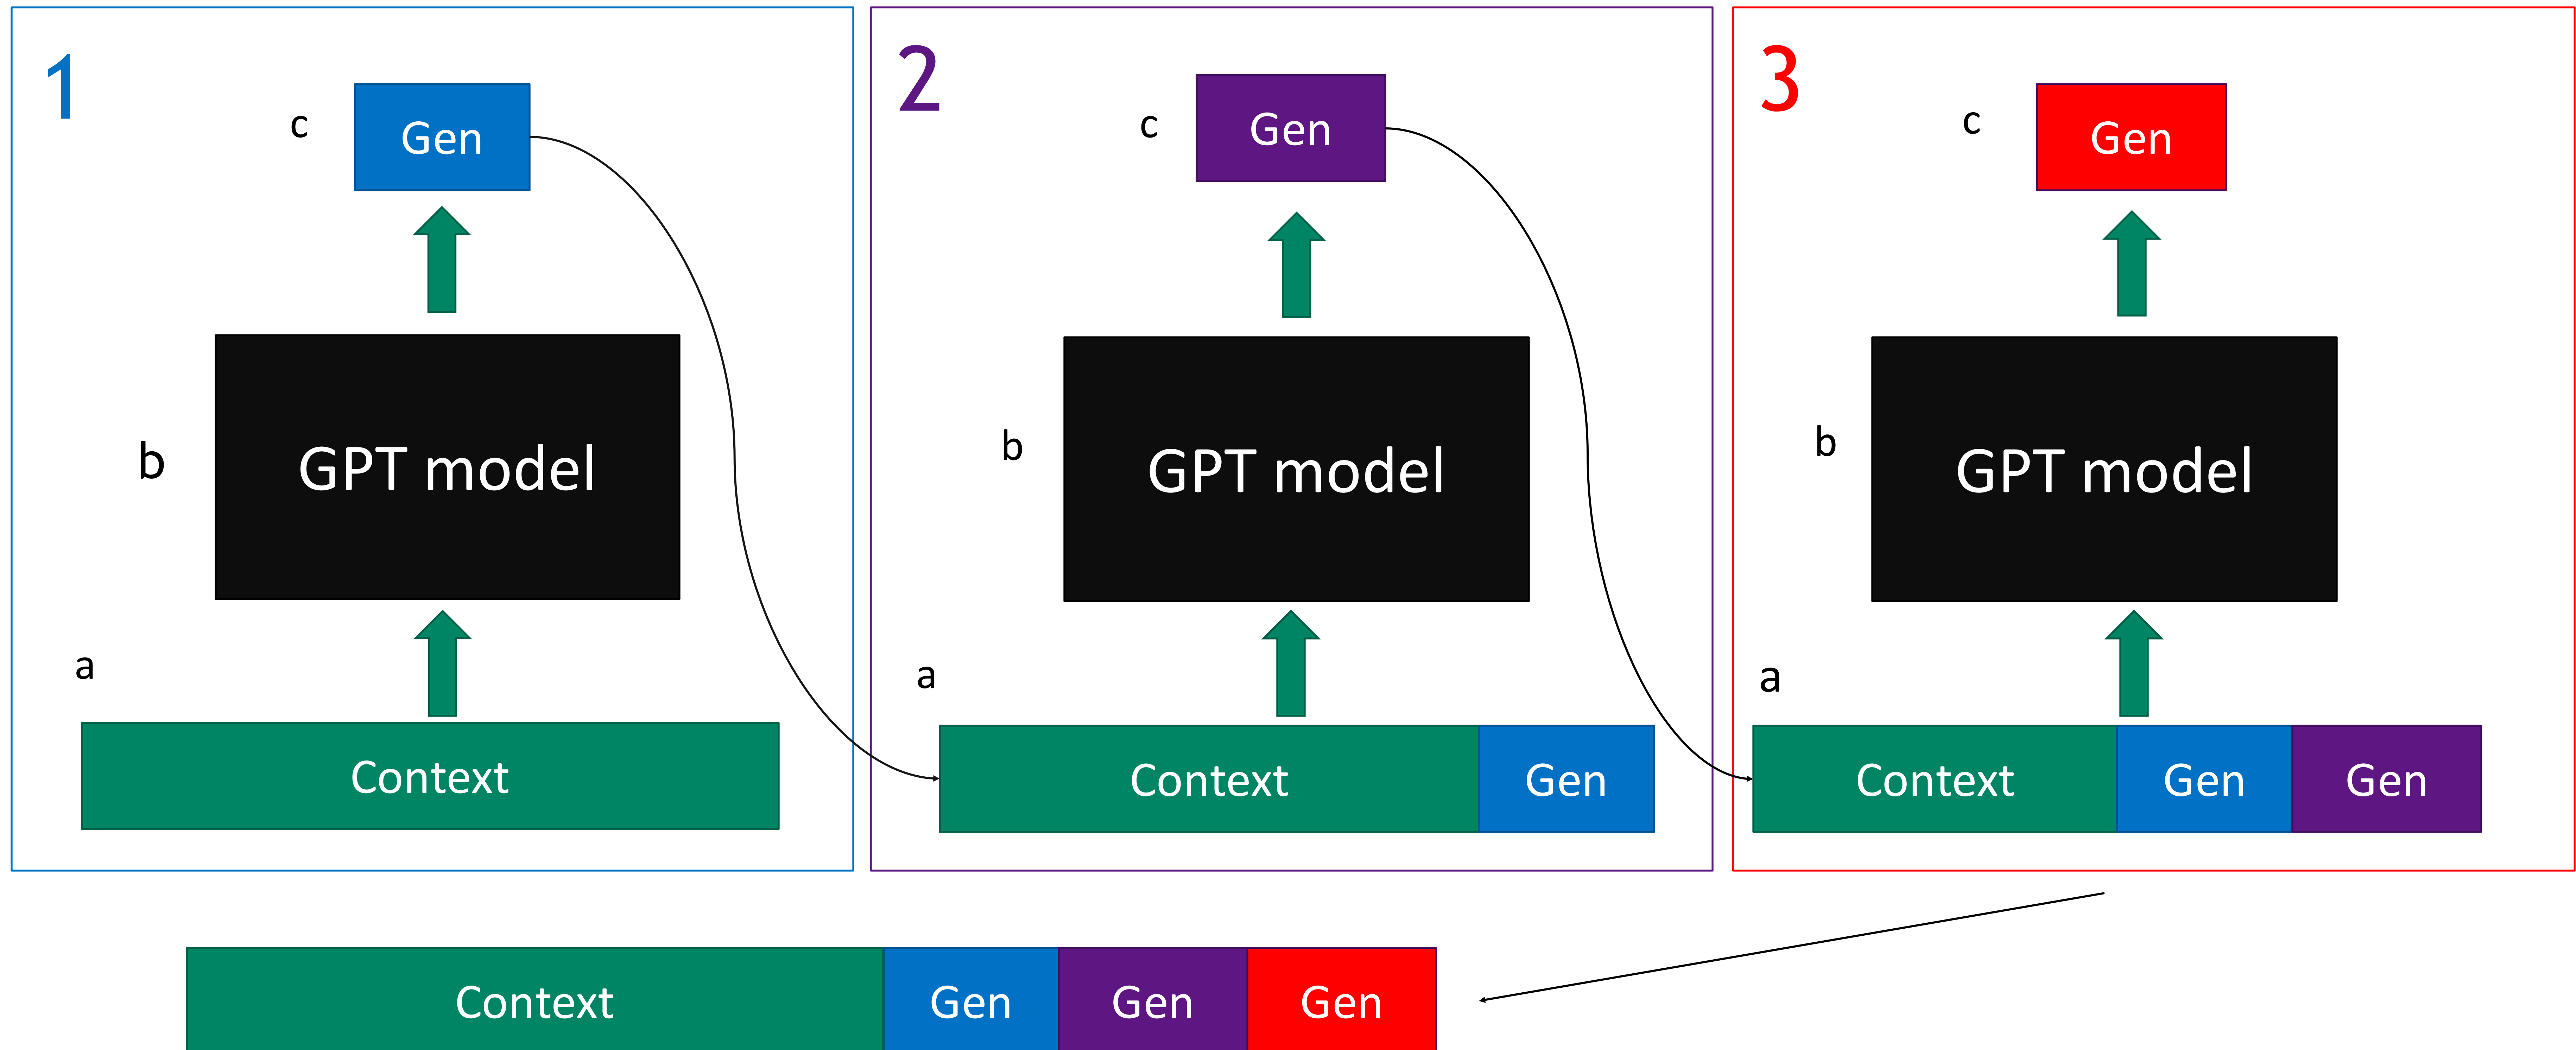 1
c
Gen
b
GPT model
a
Context
2
c
Gen
b
GPT model
a
Context Gen
3
c
Gen
b
GPT model
a
Context Gen Gen
Context Gen Gen Gen